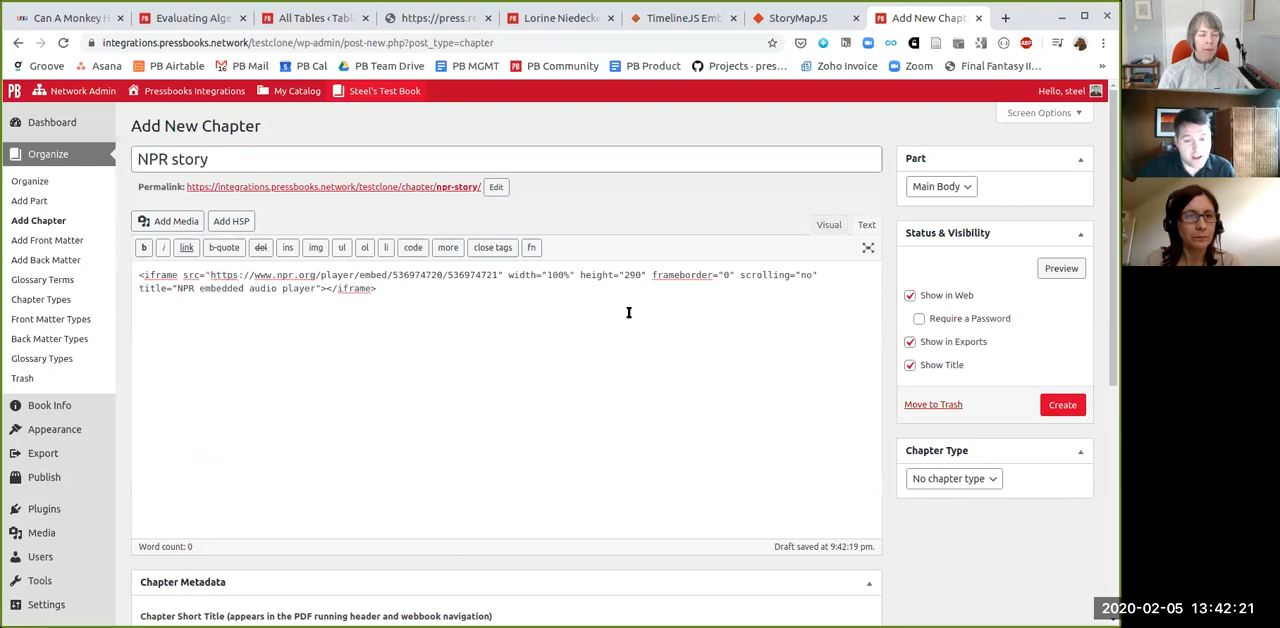 Can A Monkey H
Evaluating Alge
All Tables ‹ Tabl
https://press.re
Lorine Niedecke
TimelineJS Emb
StoryMapJS
Add New Chapt
integrations.pressbooks.network/testclone/wp-admin/post-new.php?post_type=chapter
Groove
Asana
PB Airtable
PB Mail
PB Cal
PB Team Drive
PB MGMT
PB Community
PB Product
Projects · pres…
Zoho Invoice
Zoom
Final Fantasy II…
»
PB
Network Admin
Pressbooks Integrations
My Catalog
Steel's Test Book
Hello, steel
Dashboard
Organize
Organize
Add Part
Add Chapter
Add Front Matter
Add Back Matter
Glossary Terms
Chapter Types
Front Matter Types
Back Matter Types
Glossary Types
Trash
Book Info
Appearance
Export
Publish
Plugins
Media
Users
Tools
Settings
Add New Chapter
Screen Options ▼
NPR story
Permalink: https://integrations.pressbooks.network/testclone/chapter/npr-story/ Edit
Add Media
Add H5P
Visual
Text
b
i
link
b-quote
del
ins
img
ul
ol
li
code
more
close tags
fn
<iframe src="https://www.npr.org/player/embed/536974720/536974721" width="100%" height="290" frameborder="0" scrolling="no"
title="NPR embedded audio player"></iframe>
Word count: 0
Draft saved at 9:42:19 pm.
Chapter Metadata
Chapter Short Title (appears in the PDF running header and webbook navigation)
Part
Main Body
Status & Visibility
Preview
Show in Web
Require a Password
Show in Exports
Show Title
Move to Trash
Create
Chapter Type
No chapter type
2020-02-05 13:42:21